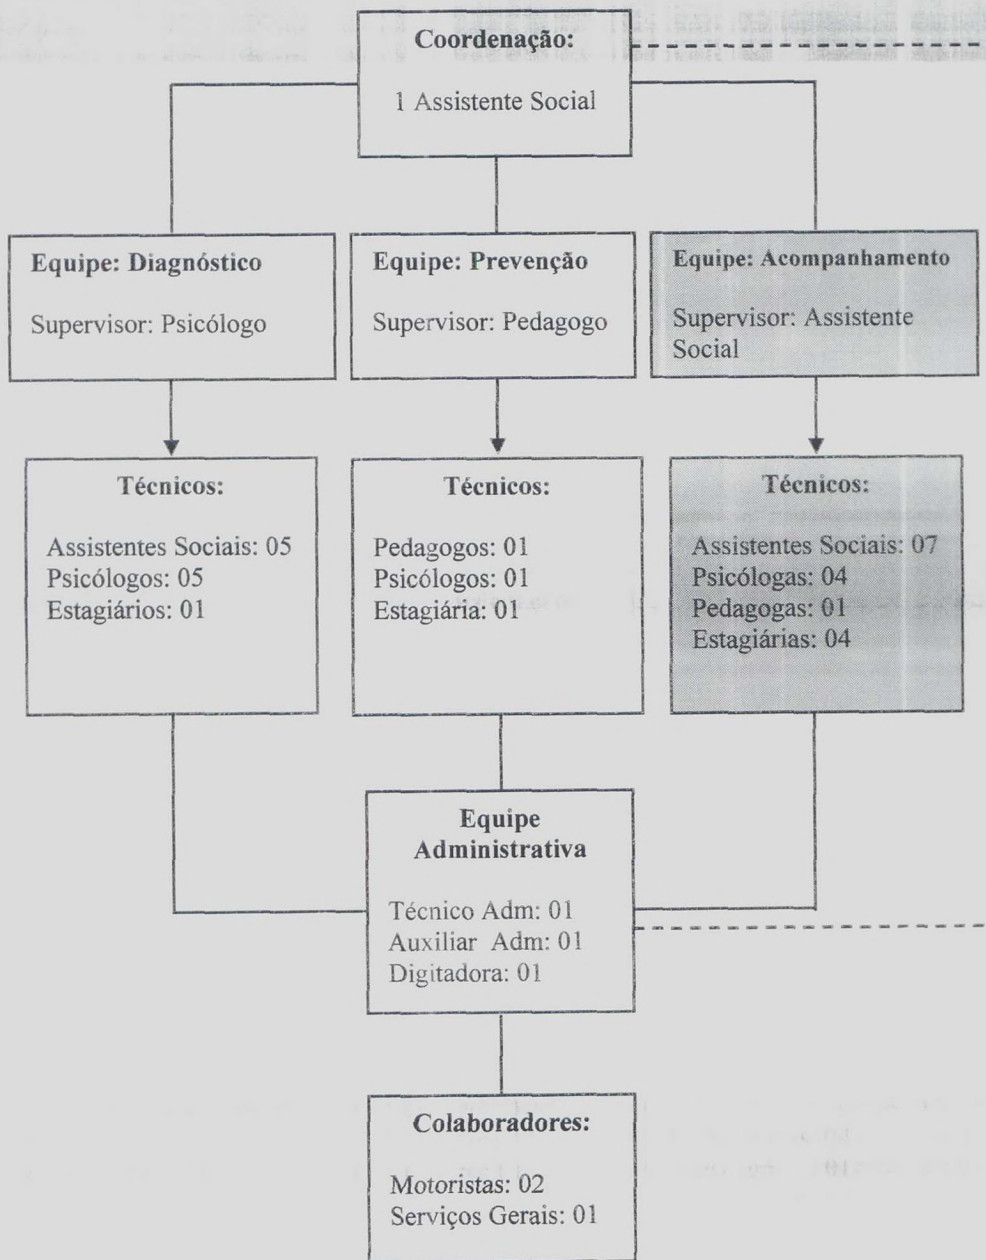 Coordenação:
1 Assistente Social
Equipe: Diagnóstico
Supervisor: Psicólogo
Equipe: Prevenção
Supervisor: Pedagogo
Equipe: Acompanhamento
Supervisor: Assistente
Social
Técnicos:
Assistentes Sociais: 05
Psicólogos: 05
Estagiários: 01
Técnicos:
Pedagogos: 01
Psicólogos: 01
Estagiária: 01
Técnicos:
Assistentes Sociais: 07
Psicólogas: 04
Pedagogas: 01
Estagiárias: 04
Equipe
Administrativa
Técnico Adm: 01
Auxiliar Adm: 01
Digitadora: 01
Colaboradores:
Motoristas: 02
Serviços Gerais: 01